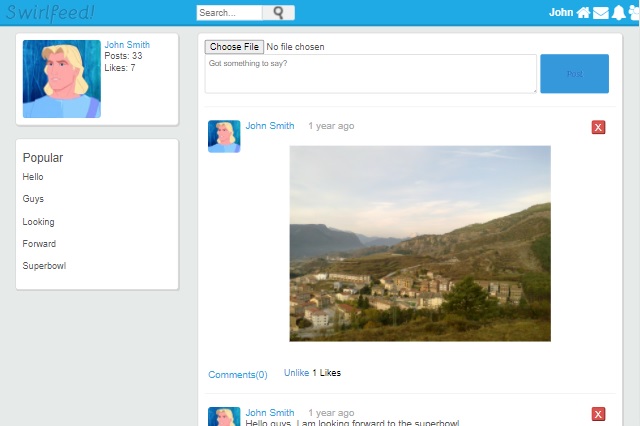 Swirlfeed!
Search...
John
John Smith
Posts: 33
Likes: 7
Popular
Hello
Guys
Looking
Forward
Superbowl
Choose File No file chosen
Got something to say?
Post
John Smith 1 year ago X
Comments(0) Unlike 1 Likes
John Smith 1 year ago X
Hello guys, I am looking forward to the superbowl